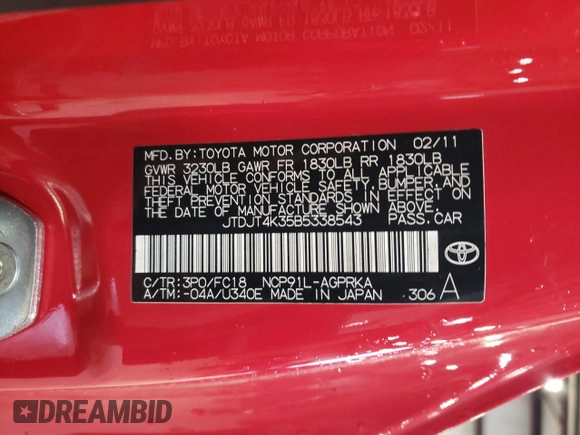 MFD.BY:TOYOTA MOTOR CORPORATION 02/11
GVWR 3230LB GAWR FR 1830LB RR 1830LB
THIS VEHICLE CONFORMS TO ALL APPLICABLE
FEDERAL MOTOR VEHICLE SAFETY,BUMPER,AND
THEFT PREVENTION STANDARDS IN EFFECT ON
THE DATE OF MANUFACTURE SHOWN ABOVE.
JTDJT4K35B5338543 PASS.CAR
C/TR:3P0/FC18 NCP91L-AGPRKA
A/TM:-04A/U340E MADE IN JAPAN 306 A
TOYOTA
DREAMBID